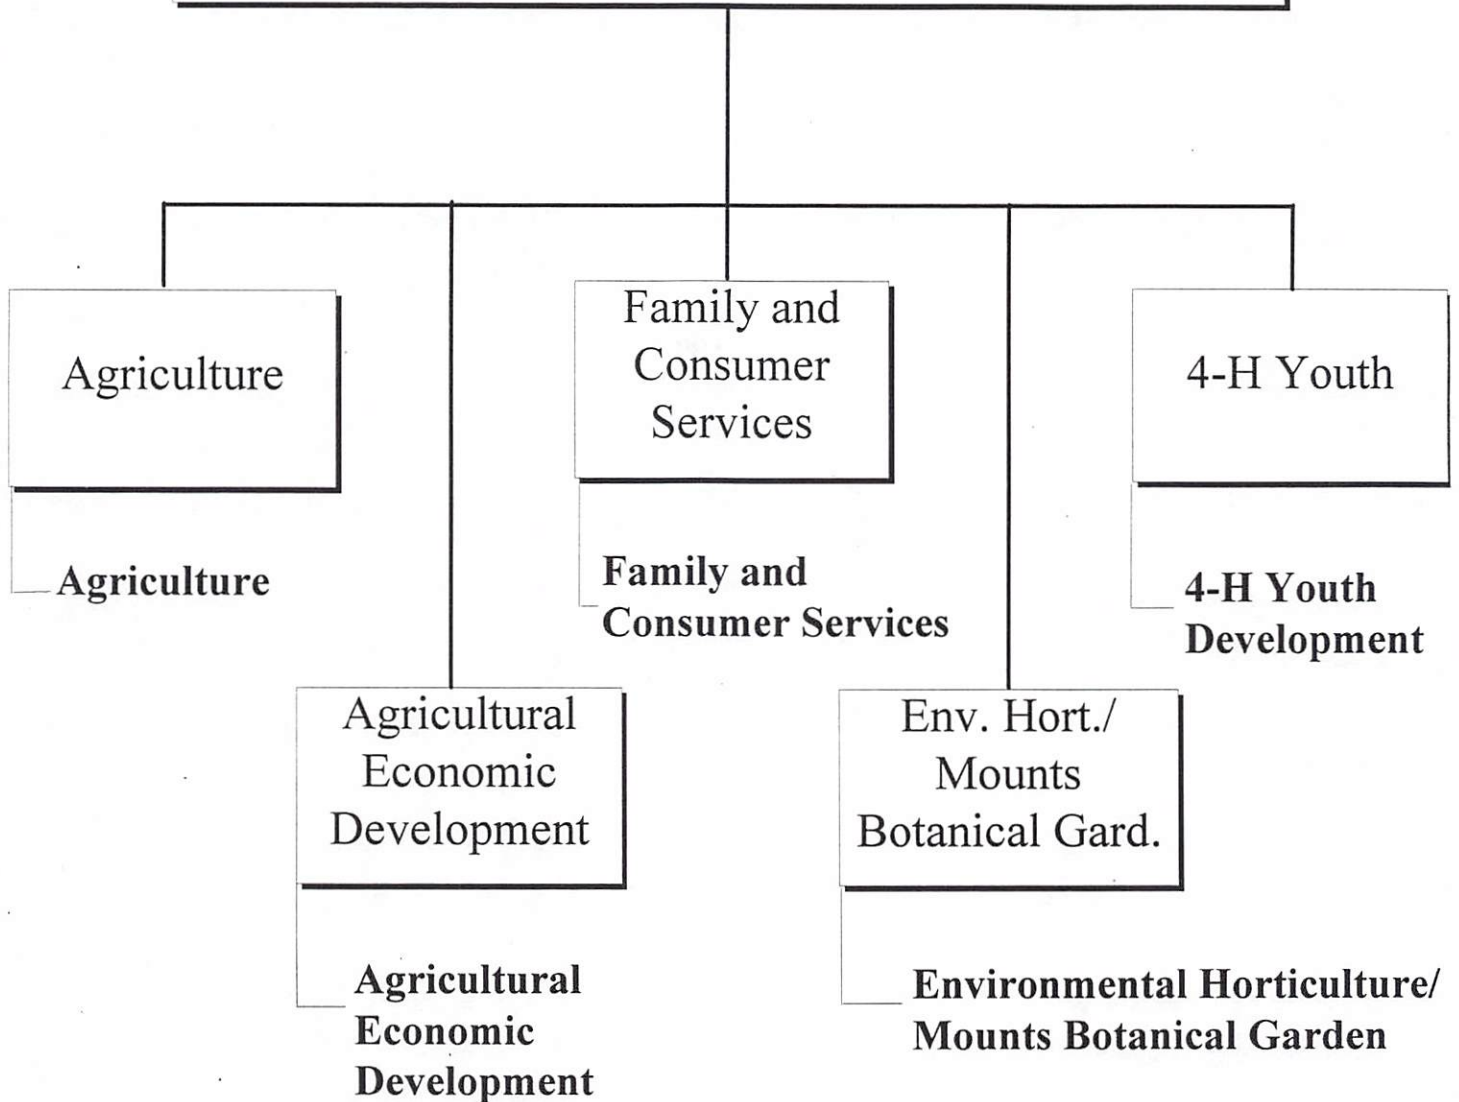 Agriculture
Family and
Consumer
Services
4-H Youth
Agriculture
Family and
Consumer Services
4-H Youth
Development
Agricultural
Economic
Development
Env. Hort./
Mounts
Botanical Gard.
Agricultural
Economic
Development
Environmental Horticulture/
Mounts Botanical Garden